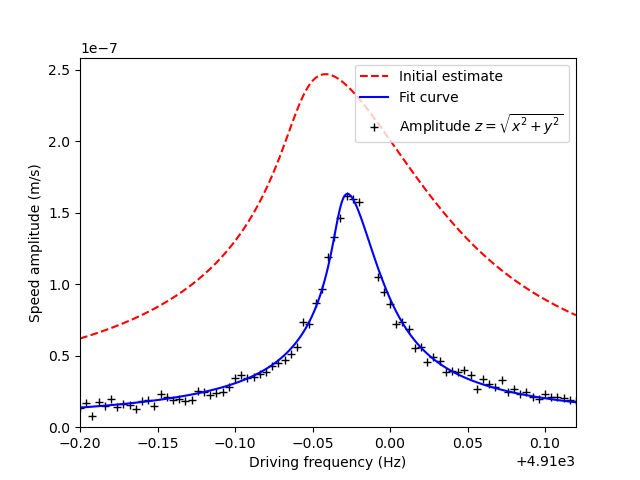 1e−7
2.5
2.0
1.5
1.0
0.5
0.0
Speed amplitude (m/s)
Initial estimate
Fit curve
Amplitude z = √x² + y²
−0.20 −0.15 −0.10 −0.05 0.00 0.05 0.10
Driving frequency (Hz)
+4.91e3